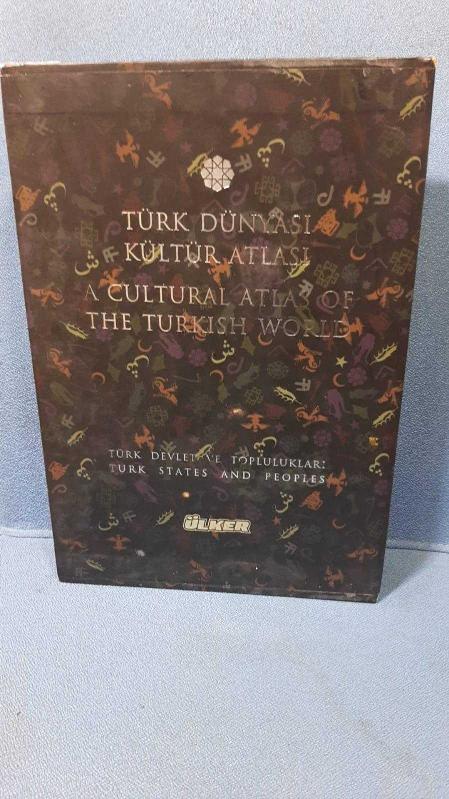 TÜRK DÜNYASI
KÜLTÜR ATLASI
A CULTURAL ATLAS OF
THE TURKISH WORLD
TÜRK DEVLET VE TOPLULUKLARI
TURK STATES AND PEOPLES
ÜLKER